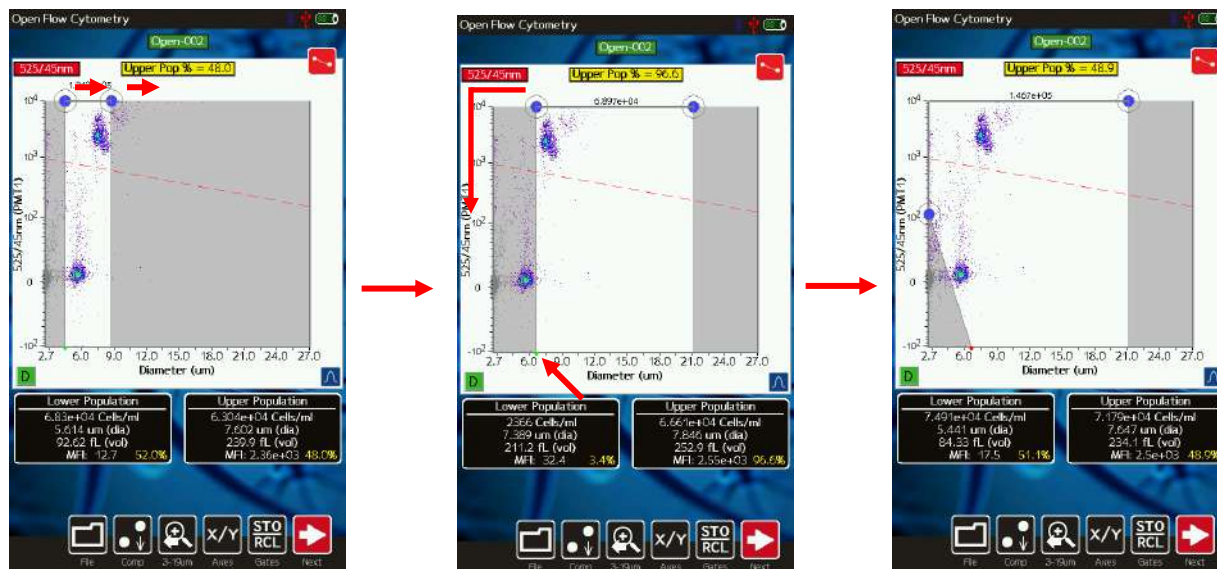 Open Flow Cytometry
Open-002
525/45nm
Upper Pop % = 48.0
10⁴
10³
10²
0
-10²
525/45nm (PMT1)
2.7 6.0 9.0 12.0 15.0 18.0 21.0 24.0 27.0
Diameter (um)
D
Lower Population
6.83e+04 Cells/ml
5.614 um (dia)
92.62 fL (vol)
MFI: 12.7 52.0%
Upper Population
6.304e+04 Cells/ml
7.602 um (dia)
239.9 fL (vol)
MFI: 2.36e+03 48.0%
X/Y
STO
RCL
File Comp 3-19um Axes Gates Next
Open Flow Cytometry
Open-002
525/45nm
Upper Pop % = 96.6
6.897e+04
10⁴
10³
10²
0
-10²
525/45nm (PMT1)
2.7 6.0 9.0 12.0 15.0 18.0 21.0 24.0 27.0
Diameter (um)
D
Lower Population
2366 Cells/ml
7.389 um (dia)
211.2 fL (vol)
MFI: 32.4 3.4%
Upper Population
6.661e+04 Cells/ml
7.846 um (dia)
252.9 fL (vol)
MFI: 2.55e+03 96.6%
X/Y
STO
RCL
File Comp 3-19um Axes Gates Next
Open Flow Cytometry
Open-002
525/45nm
Upper Pop % = 48.9
1.467e+05
10⁴
10³
10²
0
-10²
525/45nm (PMT1)
2.7 6.0 9.0 12.0 15.0 18.0 21.0 24.0 27.0
Diameter (um)
D
Lower Population
7.491e+04 Cells/ml
5.441 um (dia)
84.33 fL (vol)
MFI: 17.5 51.1%
Upper Population
7.179e+04 Cells/ml
7.647 um (dia)
234.1 fL (vol)
MFI: 2.5e+03 48.9%
X/Y
STO
RCL
File Comp 3-19um Axes Gates Next